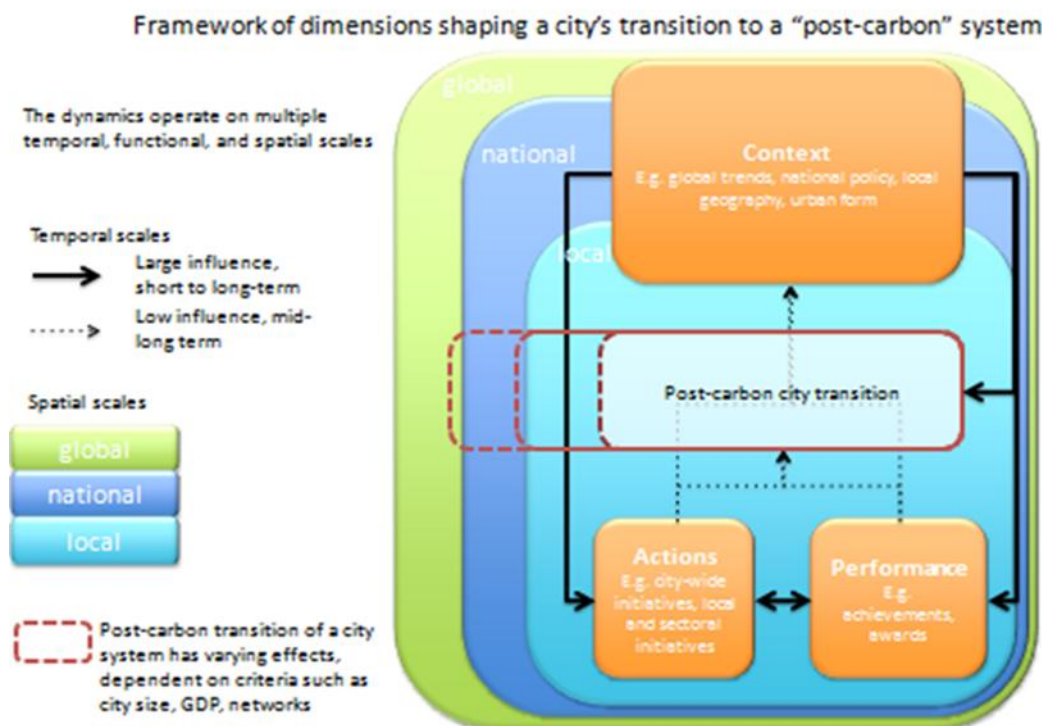 Framework of dimensions shaping a city's transition to a "post-carbon" system
The dynamics operate on multiple
temporal, functional, and spatial scales
Temporal scales
Large influence,
short to long-term
Low influence, mid-
long term
Spatial scales
global
national
local
Post-carbon transition of a city
system has varying effects,
dependent on criteria such as
city size, GDP, networks
global
national
local
Context
E.g. global trends, national policy, local
geography, urban form
Post-carbon city transition
Actions
E.g. city-wide
initiatives, local
and sectoral
initiatives
Performance
E.g.
achievements,
awards